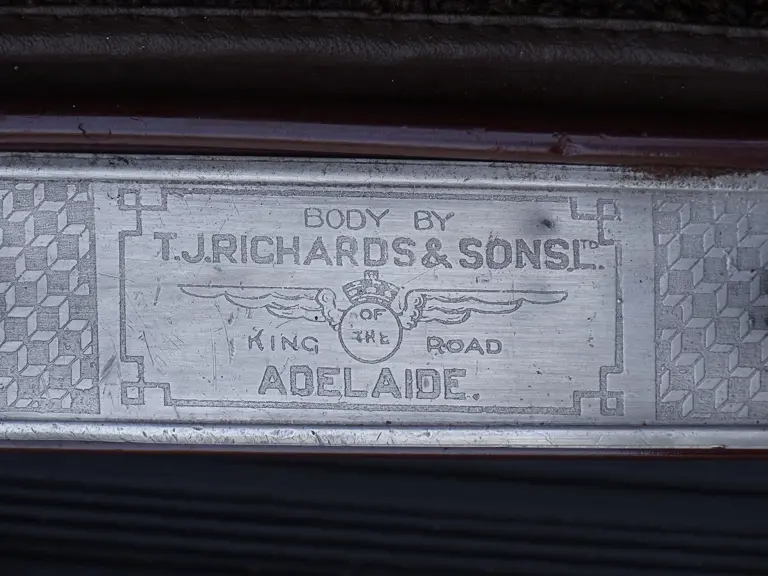 BODY BY
T.J.RICHARDS & SONS LTD.
KING OF THE ROAD
ADELAIDE.